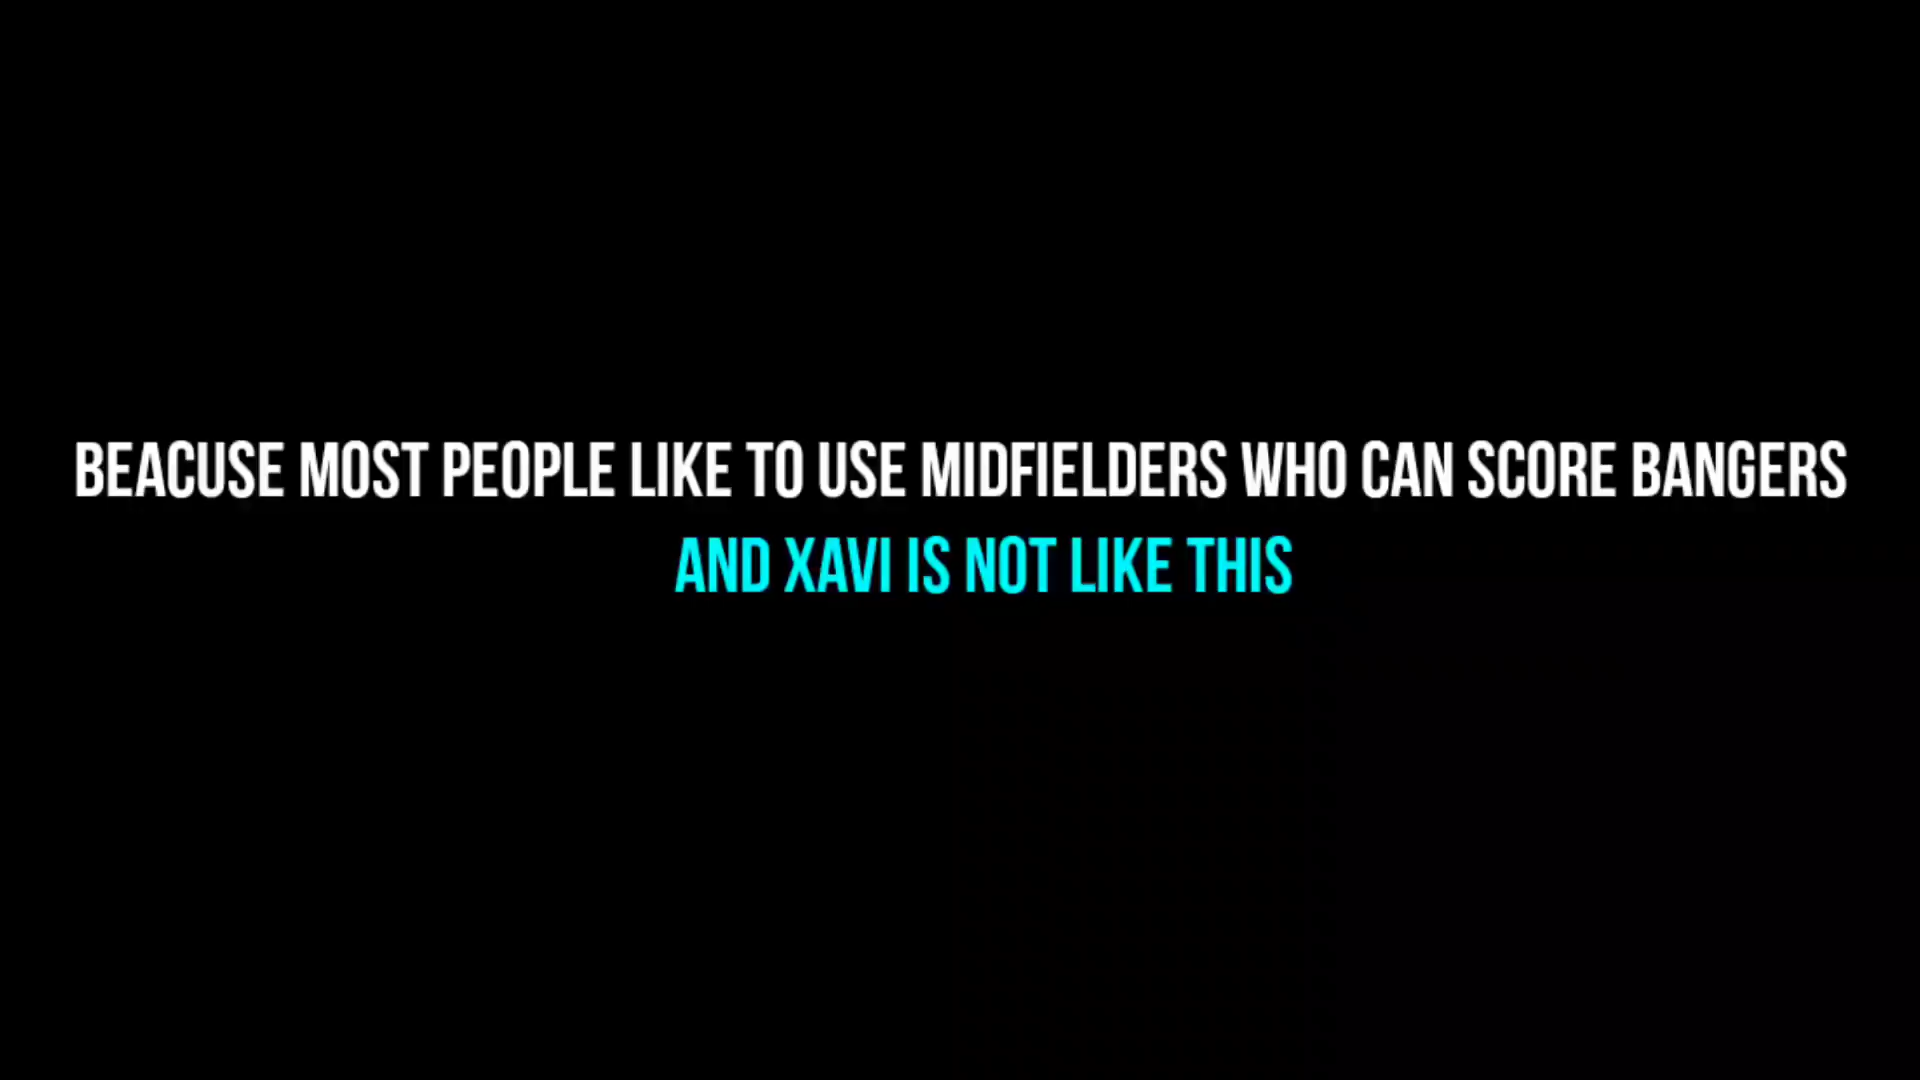 BEACUSE MOST PEOPLE LIKE TO USE MIDFIELDERS WHO CAN SCORE BANGERS
AND XAVI IS NOT LIKE THIS